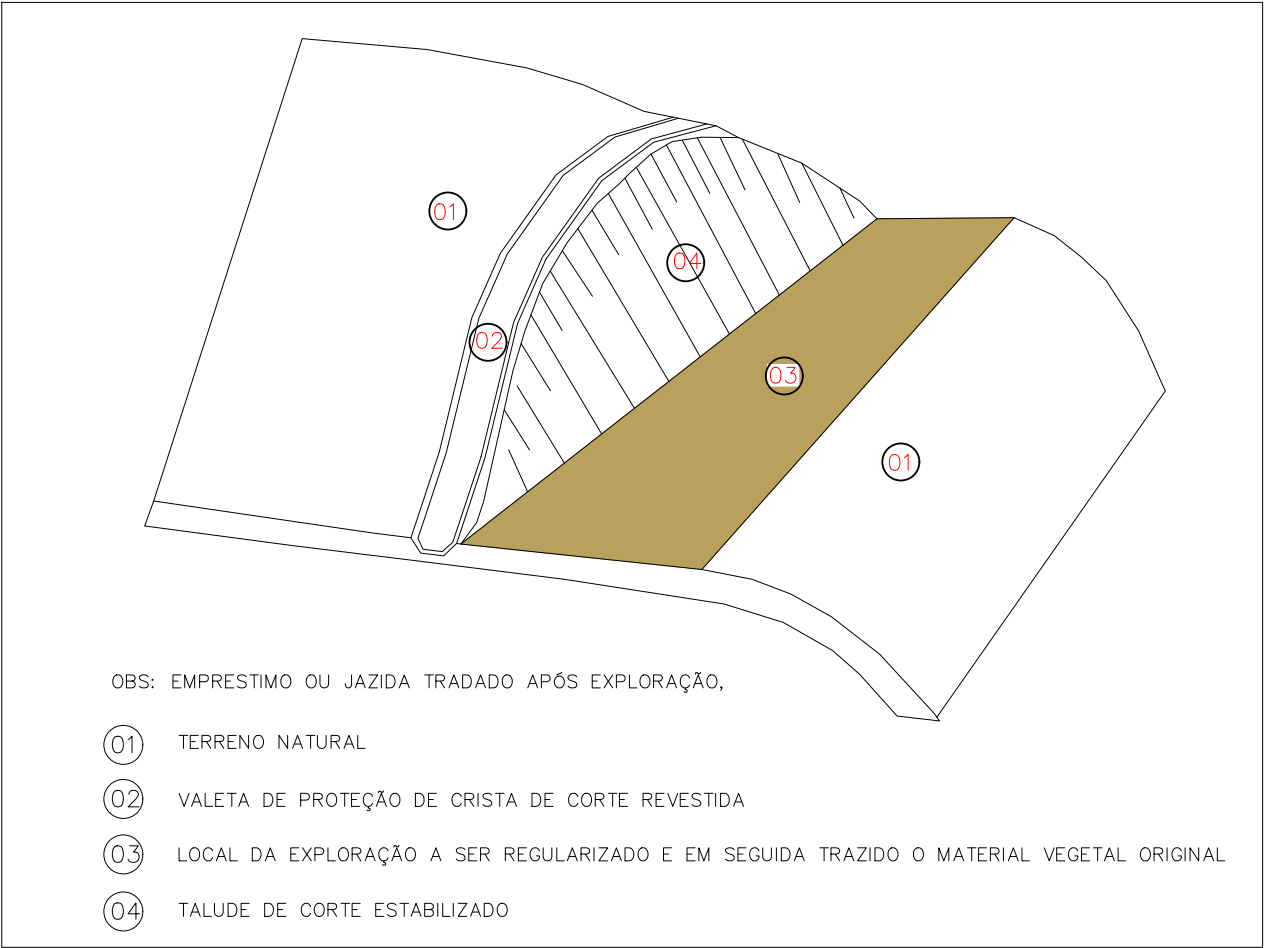 01
04
02
03
01
OBS: EMPRESTIMO OU JAZIDA TRADADO APÓS EXPLORAÇÃO,
01 TERRENO NATURAL
02 VALETA DE PROTEÇÃO DE CRISTA DE CORTE REVESTIDA
03 LOCAL DA EXPLORAÇÃO A SER REGULARIZADO E EM SEGUIDA TRAZIDO O MATERIAL VEGETAL ORIGINAL
04 TALUDE DE CORTE ESTABILIZADO